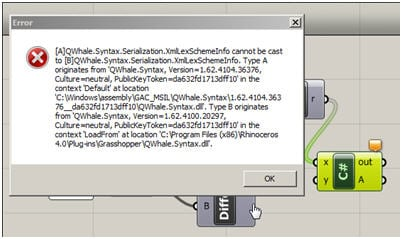 Error
[A]QWhale.Syntax.Serialization.XmlLexSchemeInfo cannot be cast
to [B]QWhale.Syntax.Serialization.XmlLexSchemeInfo. Type A
originates from 'QWhale.Syntax, Version=1.62.4104.36376,
Culture=neutral, PublicKeyToken=da632fd1713dff10' in the
context 'Default' at location
'C:\Windows\assembly\GAC_MSIL\QWhale.Syntax\1.62.4104.363
76__da632fd1713dff10\QWhale.Syntax.dll'. Type B originates
from 'QWhale.Syntax, Version=1.62.4100.20297,
Culture=neutral, PublicKeyToken=da632fd1713dff10' in the
context 'LoadFrom' at location 'C:\Program Files (x86)\Rhinoceros
4.0\Plug-ins\Grasshopper\QWhale.Syntax.dll'.
OK
r
x C# out
y A
B Diff